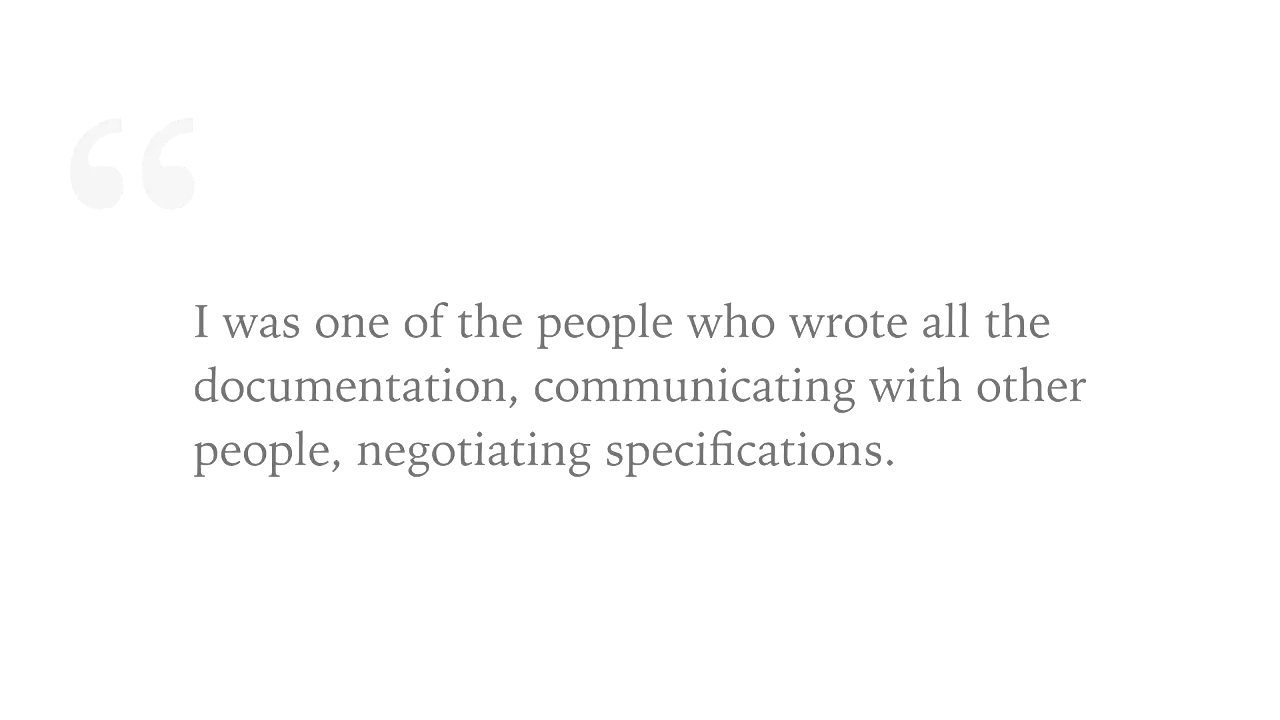 “
I was one of the people who wrote all the
documentation, communicating with other
people, negotiating specifications.